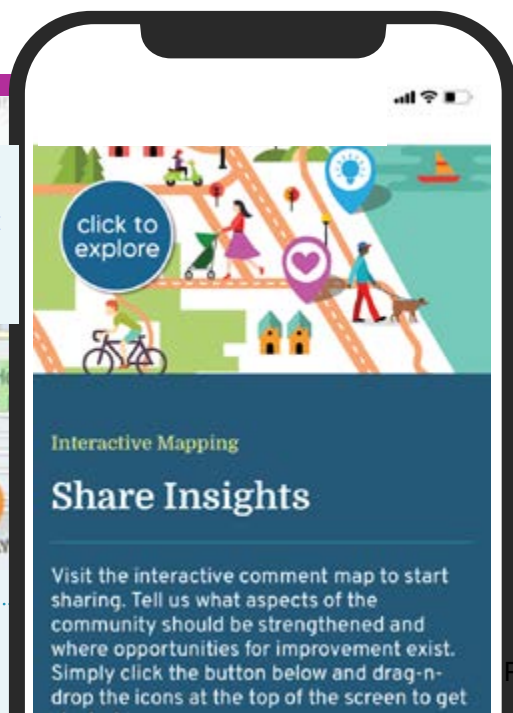 click to
explore
Interactive Mapping
Share Insights
Visit the interactive comment map to start
sharing. Tell us what aspects of the
community should be strengthened and
where opportunities for improvement exist.
Simply click the button below and drag-n-
drop the icons at the top of the screen to get